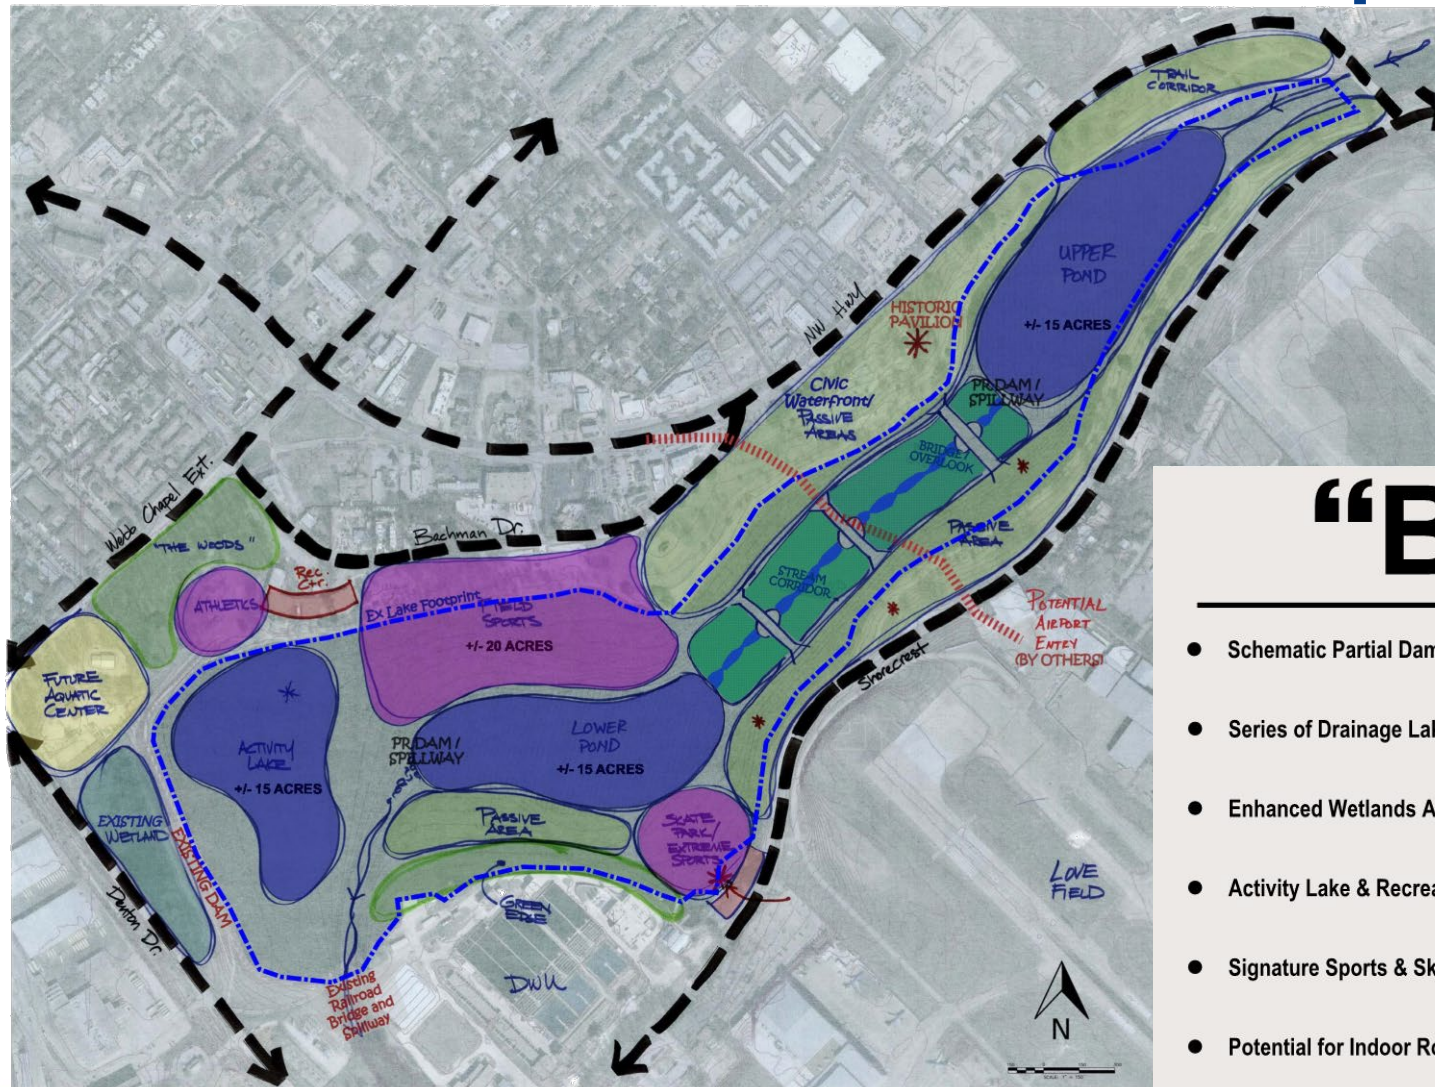 TRAIL
CORRIDOR
UPPER
POND
+/- 15 ACRES
NW HWY
HISTORIC
PAVILION
Civic
Waterfront/
PASSIVE
AREAS
PR.DAM /
SPILLWAY
BRIDGE/
OVERLOOK
PASSIVE
AREA
STREAM
CORRIDOR
POTENTIAL
AIRPORT
ENTRY
(BY OTHERS)
Shorecrest
Webb Chapel Ext.
Bachman Dr.
"THE WOODS"
Rec.
Ctr.
ATHLETICS
Ex Lake Footprint
FIELD
SPORTS
+/- 20 ACRES
FUTURE
AQUATIC
CENTER
ACTIVITY
LAKE
+/- 15 ACRES
PR.DAM /
SPILLWAY
LOWER
POND
+/- 15 ACRES
EXISTING
WETLAND
EXISTING DAM
PASSIVE
AREA
SKATE
PARK/
EXTREME
SPORTS
GREEN
EDGE
Denton Dr.
DWU
Existing
Railroad
Bridge and
Spillway
LOVE
FIELD
N
“B
Schematic Partial Dam
Series of Drainage Lal
Enhanced Wetlands A
Activity Lake & Recrea
Signature Sports & Sk
Potential for Indoor Ro